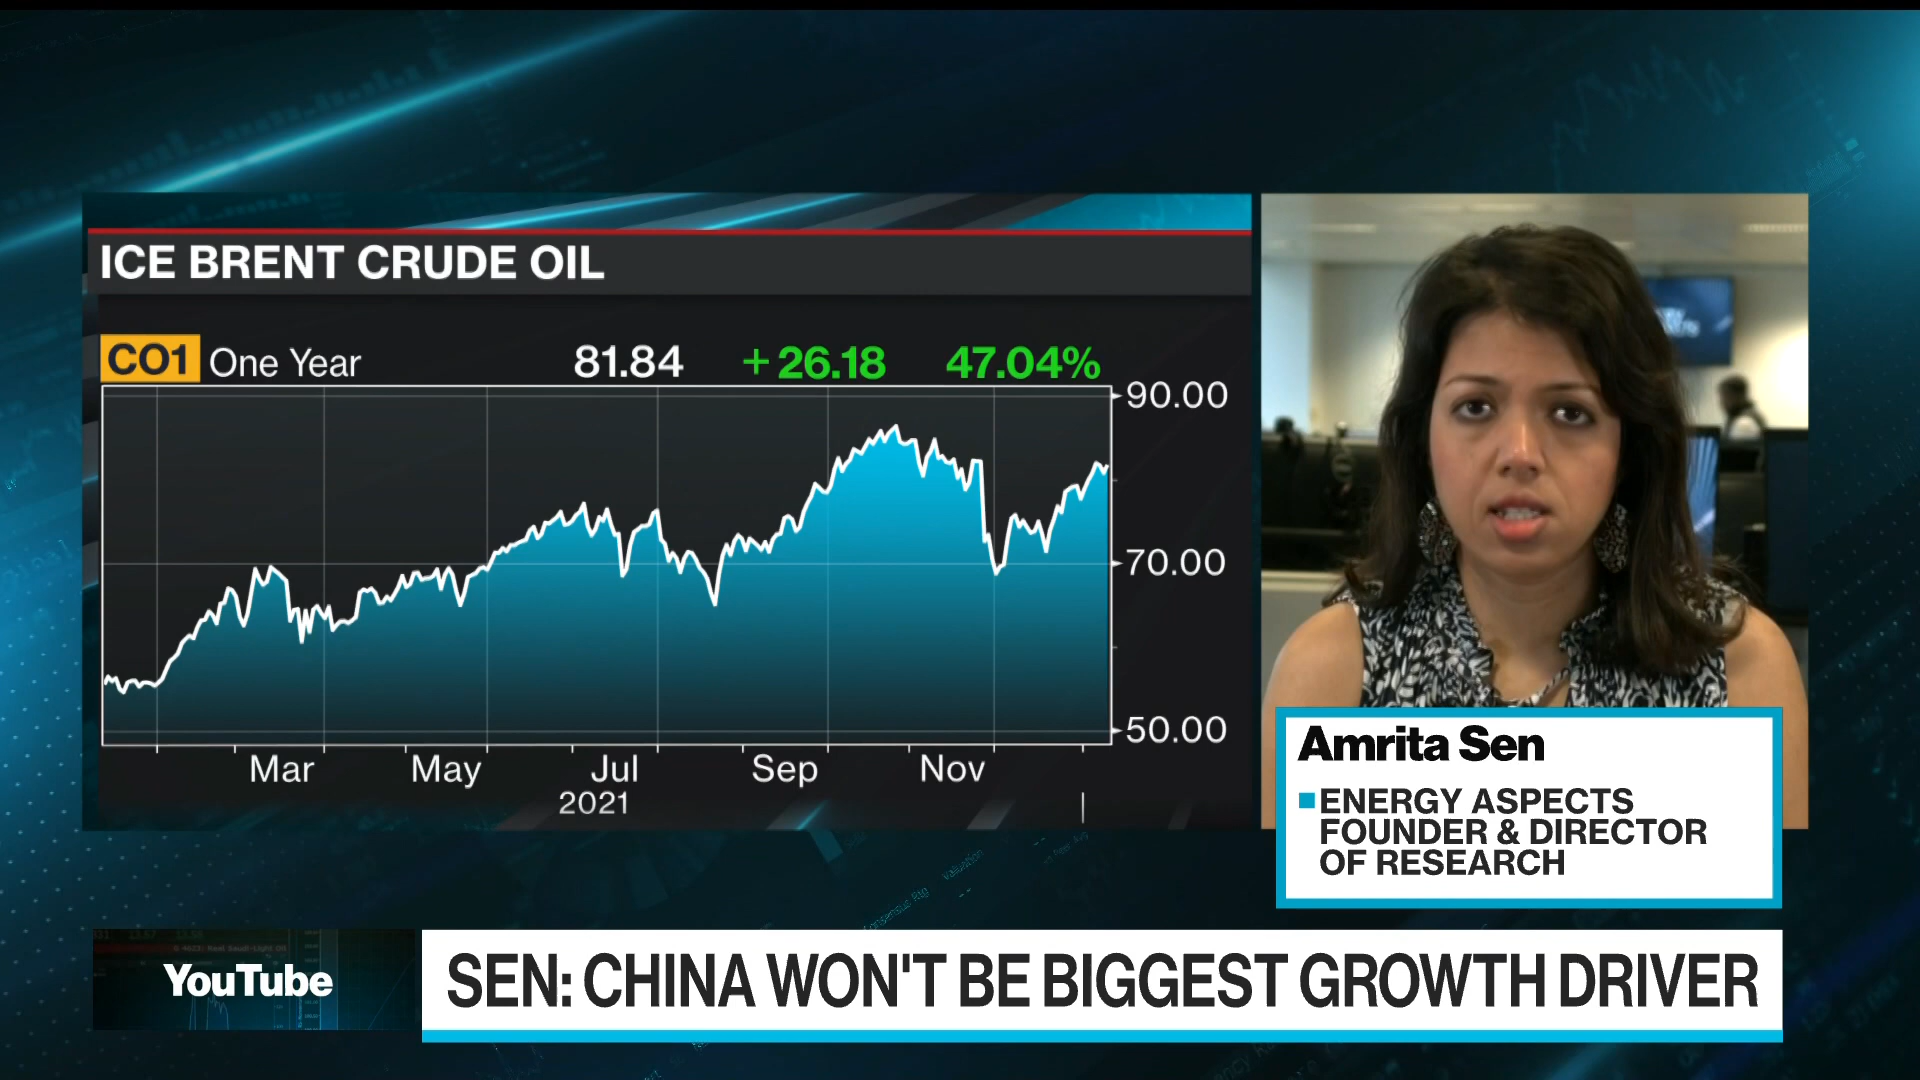 ICE BRENT CRUDE OIL
CO1 One Year 81.84 +26.18 47.04%
90.00
70.00
50.00
Mar May Jul Sep Nov
2021
Amrita Sen
ENERGY ASPECTS
FOUNDER & DIRECTOR
OF RESEARCH
YouTube
SEN: CHINA WON'T BE BIGGEST GROWTH DRIVER